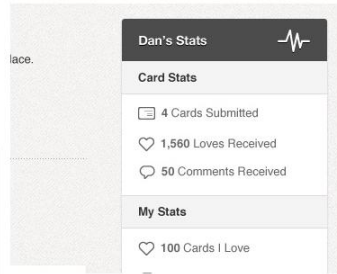 Dan's Stats
lace.
Card Stats
4 Cards Submitted
1,560 Loves Received
50 Comments Received
My Stats
100 Cards I Love